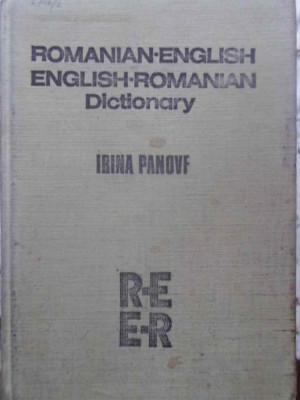 ROMANIAN-ENGLISH
ENGLISH-ROMANIAN
Dictionary
IRINA PANOVF
R-E
E-R